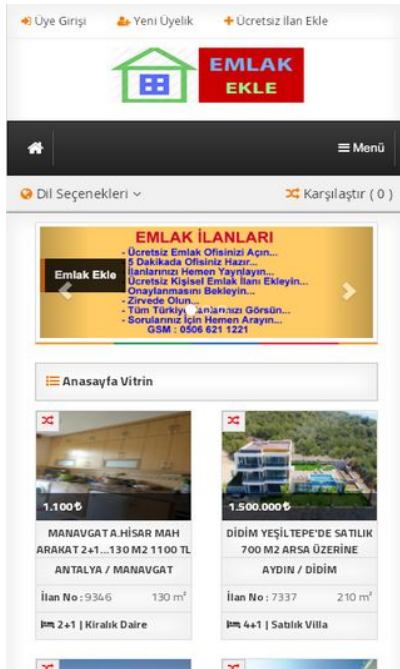 Üye Girişi Yeni Üyelik Ücretsiz İlan Ekle
EMLAK
EKLE
Menü
Dil Seçenekleri Karşılaştır ( 0 )
EMLAK İLANLARI
- Ücretsiz Emlak Ofisinizi Açın...
- 5 Dakikada Ofisiniz Hazır...
İlanlarınızı Hemen Yayınlayın...
Emlak Ekle
Ücretsiz Kişisel Emlak İlanı Ekleyin...
- Onaylanmasını Bekleyin...
- Zirvede Olun...
- Tüm Türkiye İlanlarınızı Görsün...
- Sorularınız İçin Hemen Arayın...
GSM : 0506 621 1221
Anasayfa Vitrin
1.100₺
MANAVGAT A.HİSAR MAH
ARAKAT 2+1...130 M2 1100 TL
ANTALYA / MANAVGAT
İlan No : 9346 130 m²
2+1 | Kiralık Daire
1.500.000₺
DİDİM YEŞİLTEPE'DE SATILIK
700 M2 ARSA ÜZERİNE
AYDIN / DİDİM
İlan No : 7337 210 m²
4+1 | Satılık Villa